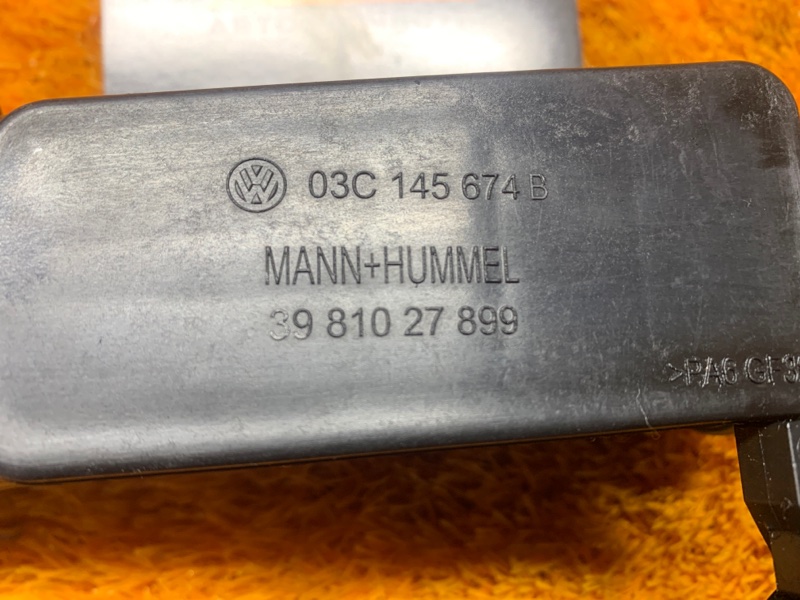 03C 145 674 B
MANN+HUMMEL
39 810 27 899
>PA6 GF3